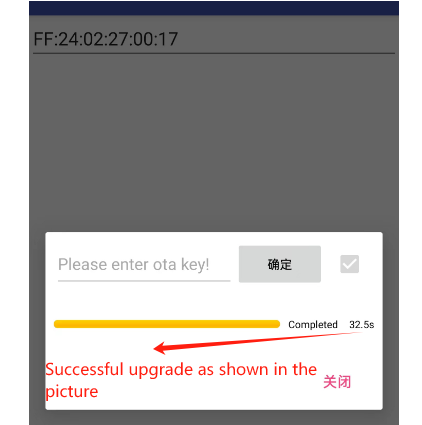 FF:24:02:27:00:17
Please enter ota key!
确定
Completed 32.5s
Successful upgrade as shown in the
picture
关闭